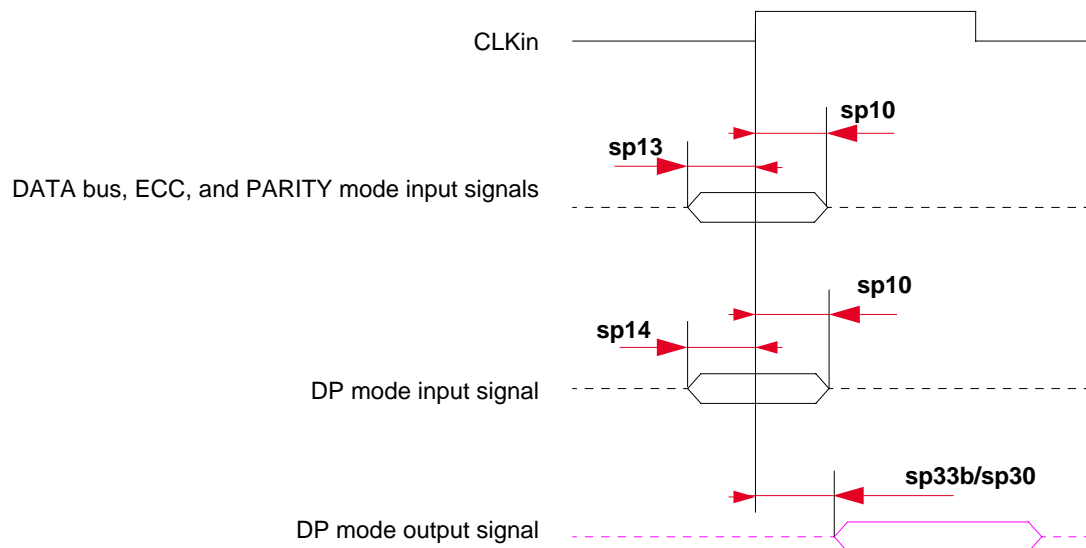 CLKin
sp10
sp13
DATA bus, ECC, and PARITY mode input signals
sp10
sp14
DP mode input signal
sp33b/sp30
DP mode output signal